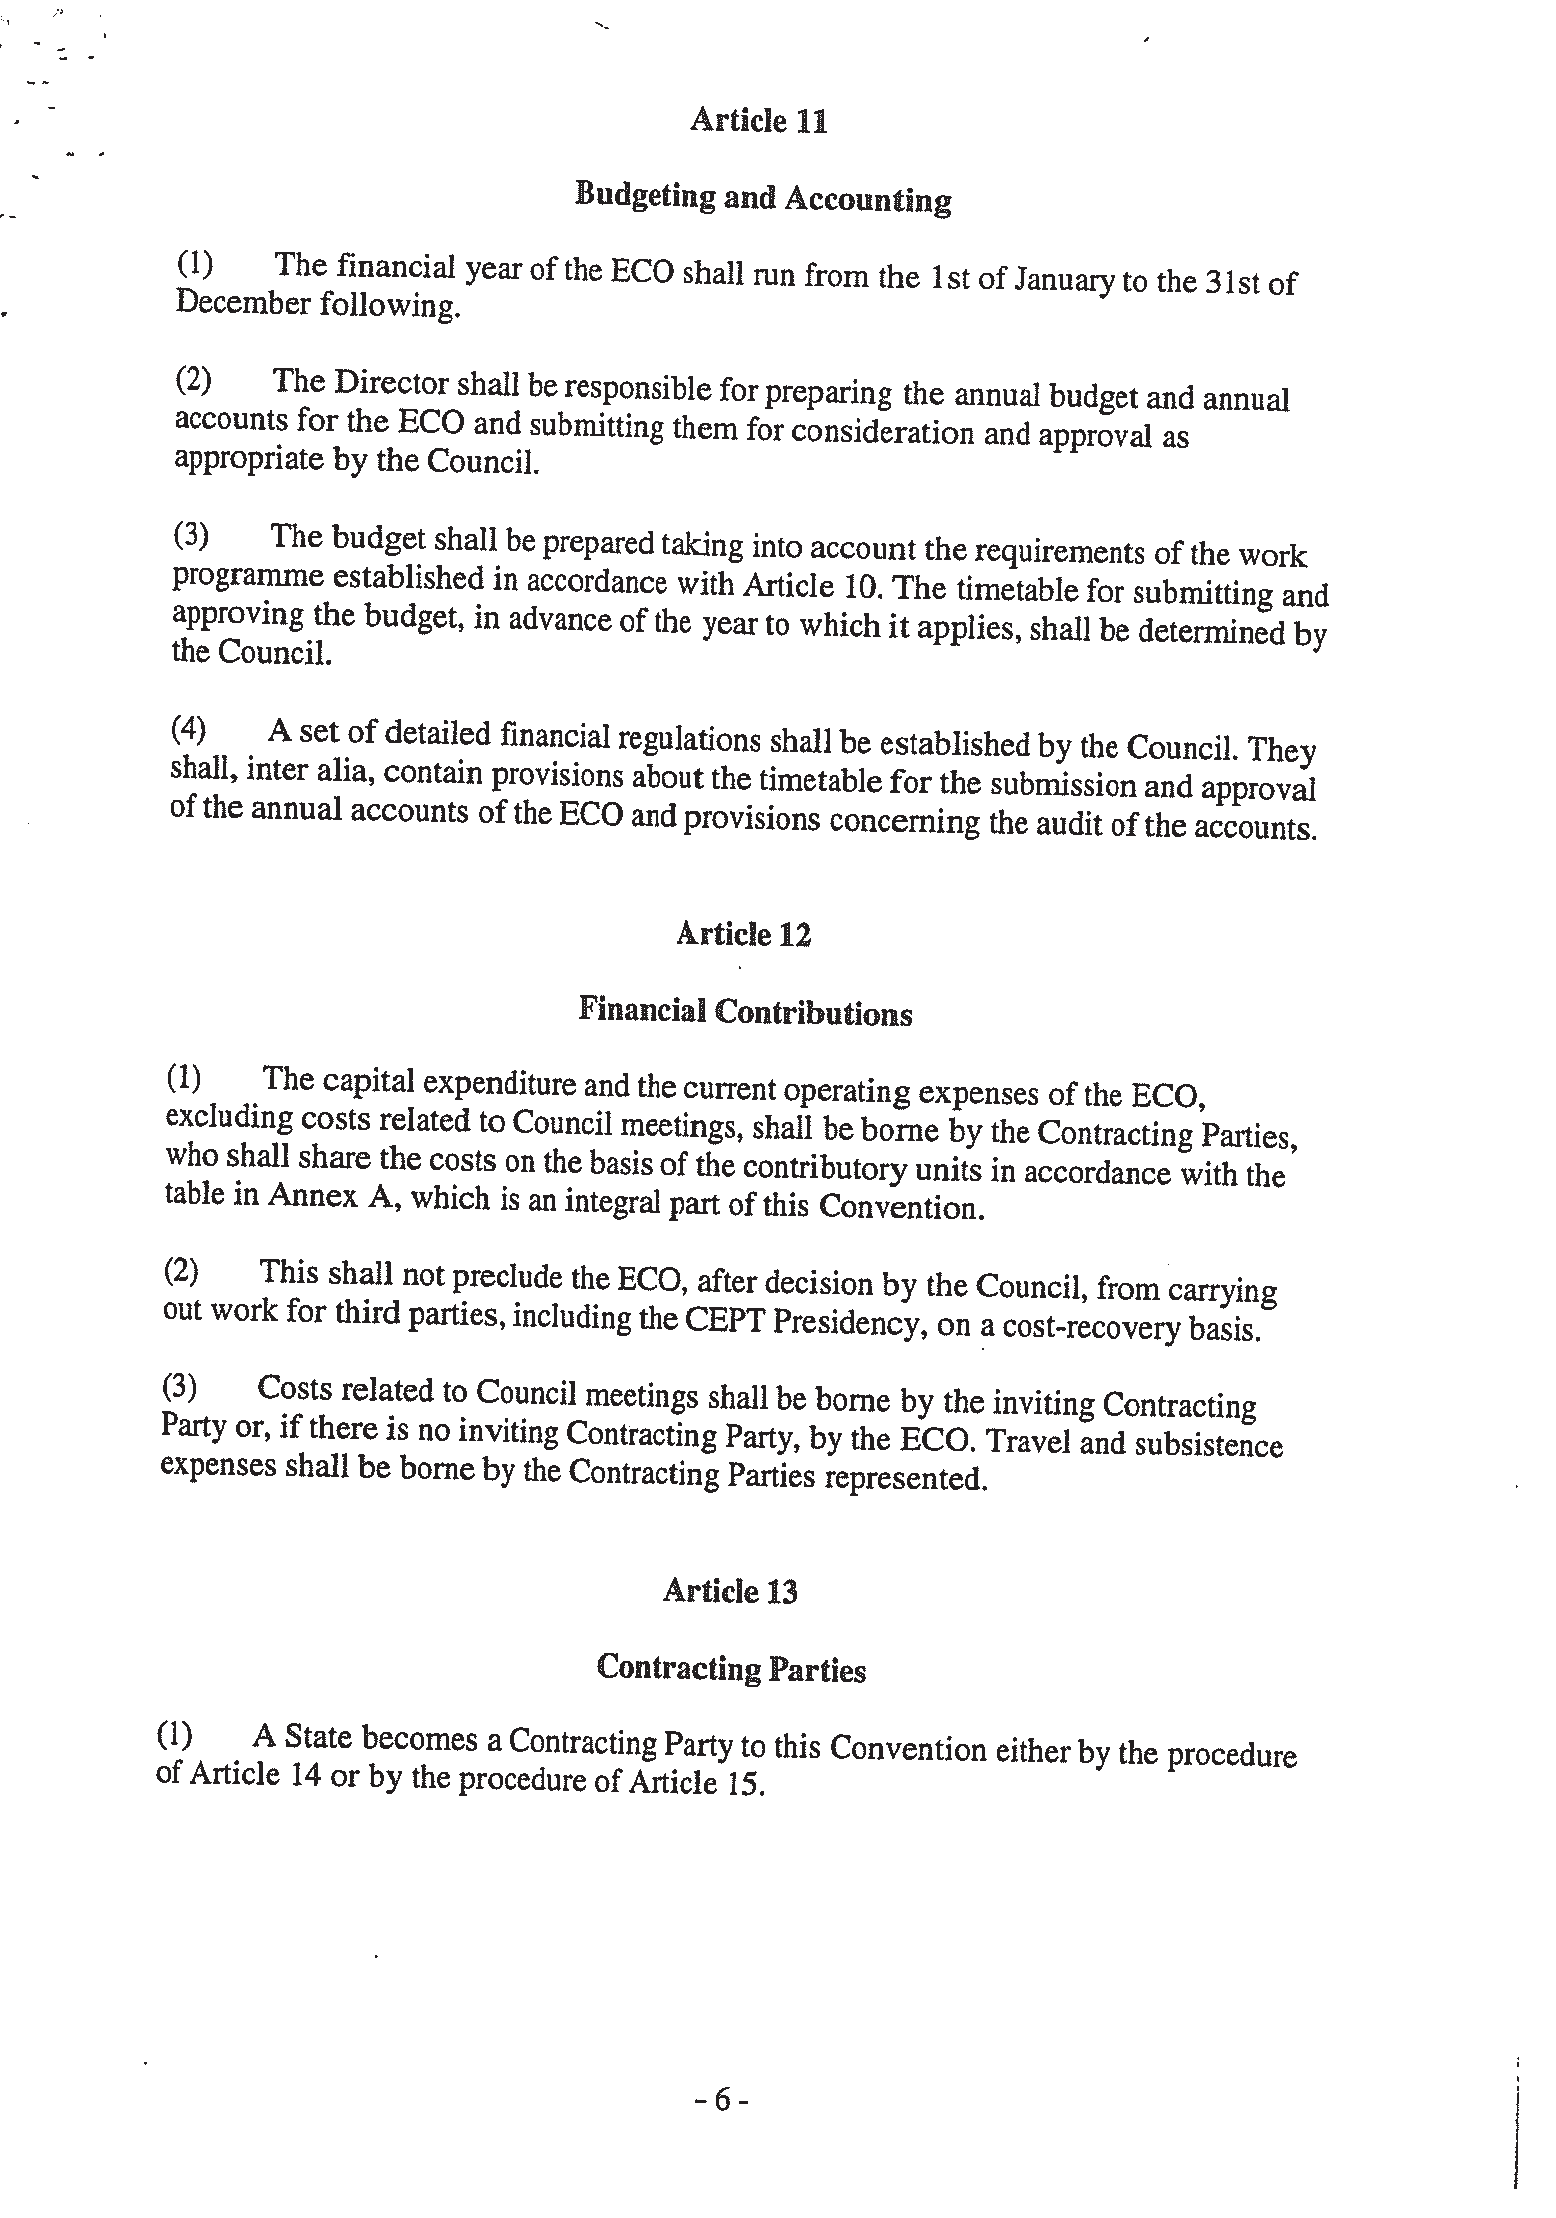 Article 11
Budgeting and Accounting
(1) The financial year of the ECO shall run from the 1st of January to the 31st of
December following.
(2) The Director shall be responsible for preparing the annual budget and annual
accounts for the ECO and submitting them for consideration and approval as
appropriate by the Council.
(3) The budget shall be prepared taking into account the requirements of the work
programme established in accordance with Article 10. The timetable for submitting and
approving the budget, in advance of the year to which it applies, shall be determined by
the Council.
(4) A set of detailed financial regulations shall be established by the Council. They
shall, inter alia, contain provisions about the timetable for the submission and approval
of the annual accounts of the ECO and provisions concerning the audit of the accounts.
Article 12
Financial Contributions
(1) The capital expenditure and the current operating expenses of the ECO,
excluding costs related to Council meetings, shall be borne by the Contracting Parties,
who shall share the costs on the basis of the contributory units in accordance with the
table in Annex A, which is an integral part of this Convention.
(2) This shall not preclude the ECO, after decision by the Council, from carrying
out work for third parties, including the CEPT Presidency, on a cost-recovery basis.
(3) Costs related to Council meetings shall be borne by the inviting Contracting
Party or, if there is no inviting Contracting Party, by the ECO. Travel and subsistence
expenses shall be borne by the Contracting Parties represented.
Article 13
Contracting Parties
(1) A State becomes a Contracting Party to this Convention either by the procedure
of Article 14 or by the procedure of Article 15.
- 6 -